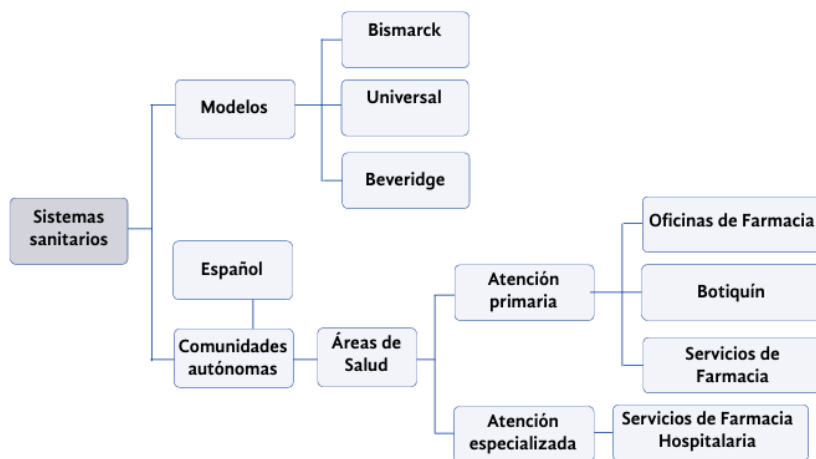 Bismarck
Modelos
Universal
Beveridge
Sistemas
sanitarios
Español
Comunidades
autónomas
Áreas de
Salud
Atención
primaria
Oficinas de Farmacia
Botiquín
Servicios de
Farmacia
Atención
especializada
Servicios de Farmacia
Hospitalaria